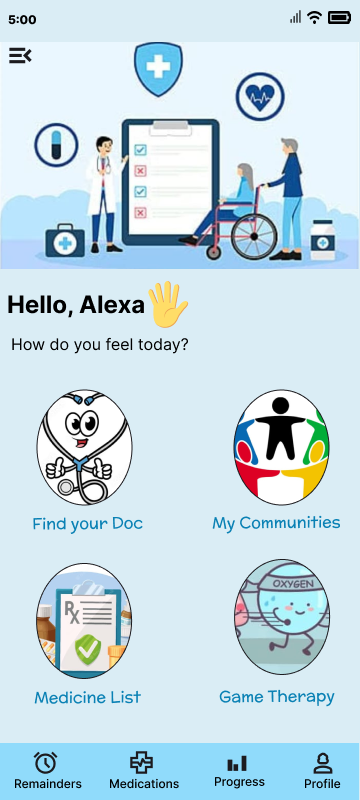 5:00
Hello, Alexa
How do you feel today?
Find your Doc
My Communities
Rx
OXYGEN
Medicine List
Game Therapy
Remainders
Medications
Progress
Profile